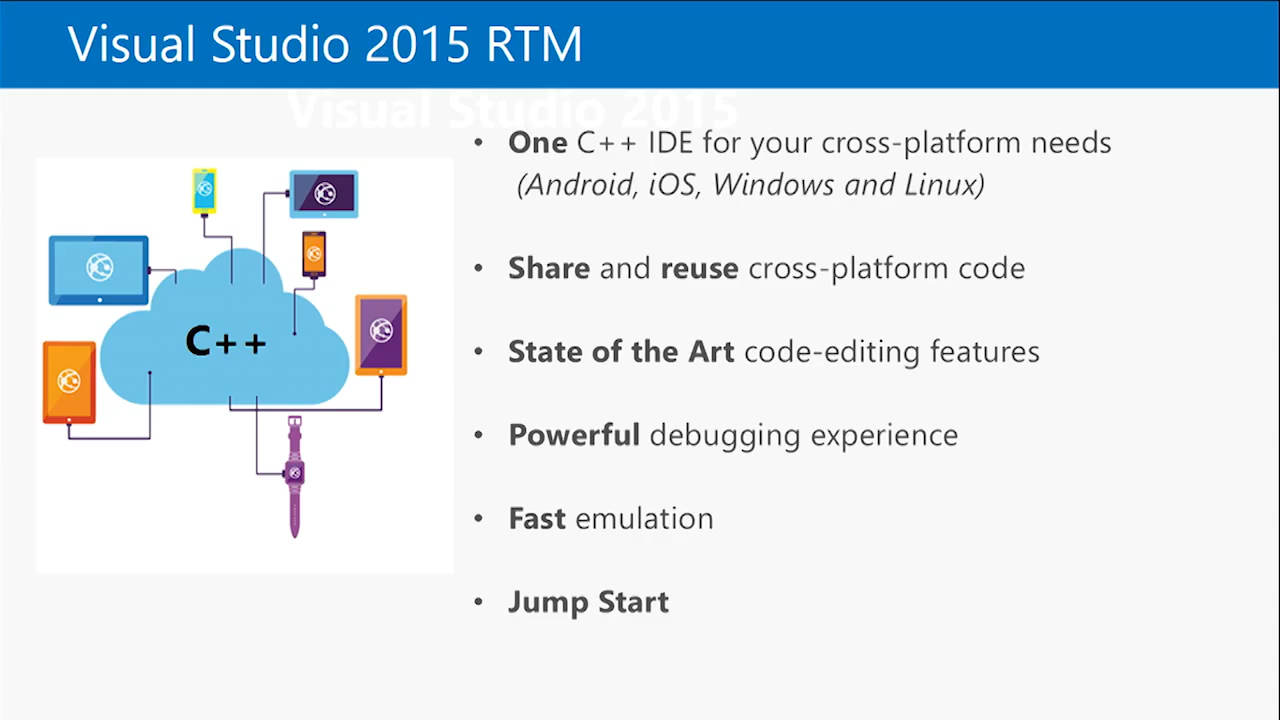 Visual Studio 2015 RTM
Visual Studio 2015
• One C++ IDE for your cross-platform needs
(Android, iOS, Windows and Linux)
• Share and reuse cross-platform code
• State of the Art code-editing features
• Powerful debugging experience
• Fast emulation
• Jump Start
C++